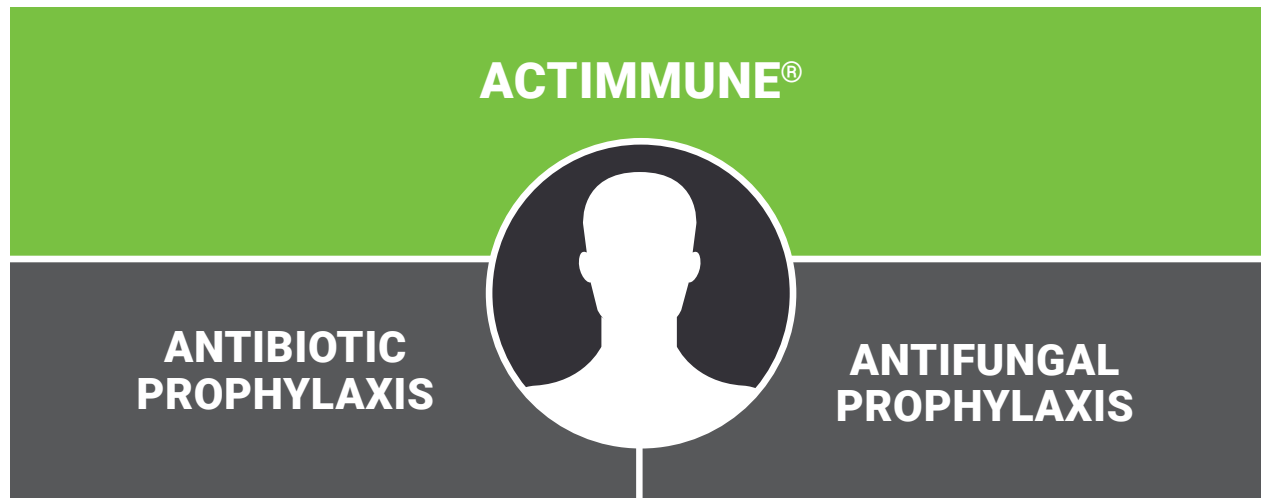 ACTIMMUNE®
ANTIBIOTIC
PROPHYLAXIS
ANTIFUNGAL
PROPHYLAXIS